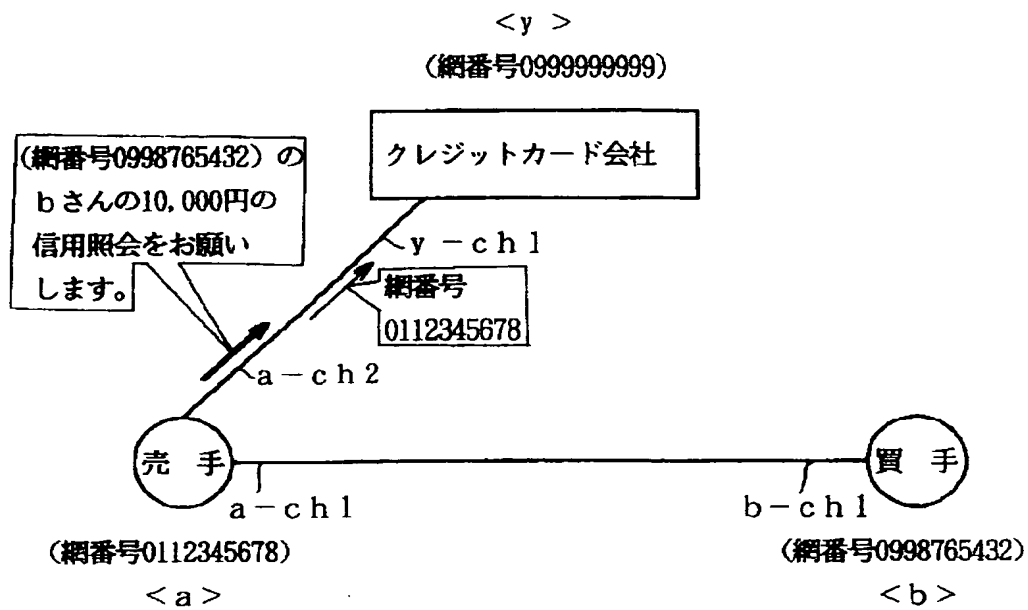 <y >
(網番号0999999999)
クレジットカード会社
(網番号0998765432)の
bさんの10,000円の
信用照会をお願い
します。
y-ch1
網番号
0112345678
a-ch2
売 手
買 手
a-ch1
b-ch1
(網番号0112345678)
(網番号0998765432)
<a>
<b>